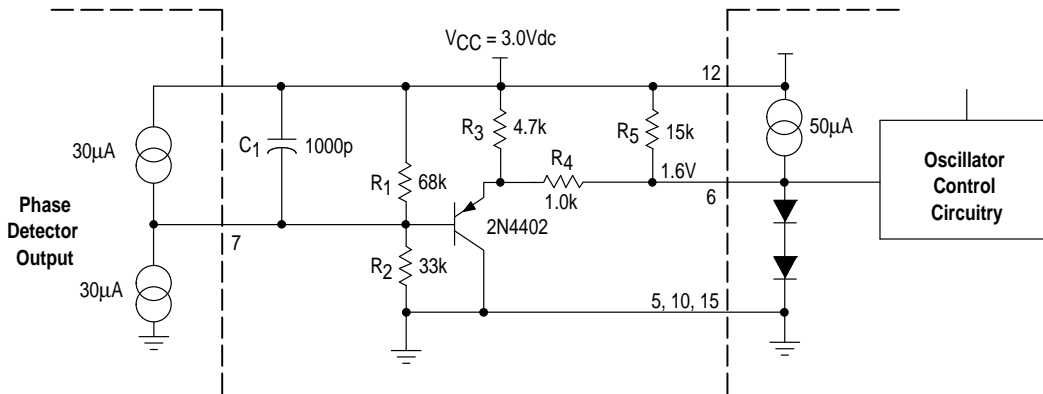 VCC = 3.0Vdc
12
30μA
C1
1000p
R3
4.7k
R5
15k
50μA
R4
1.0k
1.6V
6
R1
68k
2N4402
Oscillator
Control
Circuitry
Phase
Detector
Output
7
30μA
R2
33k
5, 10, 15